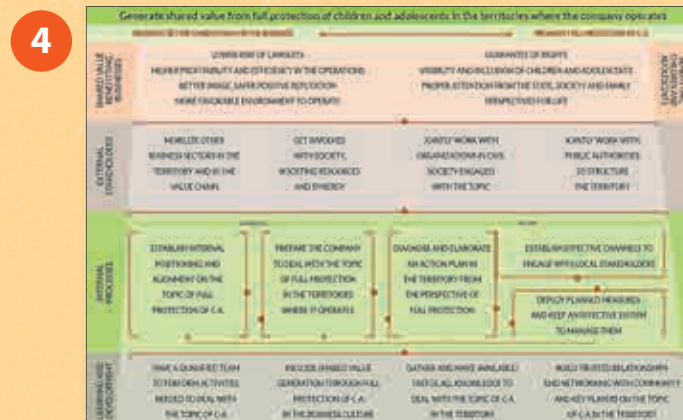 4
Generate shared value from full protection of children and adolescents in the territories where the company operates
SHARED VALUE
BENEFITTING
BUSINESSES
LOWER RISK OF LAWSUITS
HIGHER PROFITABILITY AND EFFICIENCY IN THE OPERATIONS
BETTER IMAGE, SAFER POSITIVE REPUTATION
MORE FAVORABLE ENVIRONMENT TO OPERATE
GUARANTEE OF RIGHTS
VISIBILITY AND INCLUSION OF CHILDREN AND ADOLESCENTS
PROPER ATTENTION FROM THE STATE, SOCIETY AND FAMILY
PERSPECTIVES FOR LIFE
CHILDREN AND
ADOLESCENTS
EXTERNAL
STAKEHOLDERS
MOBILIZE OTHER
BUSINESS SECTORS IN THE
TERRITORY AND IN THE
VALUE CHAIN
GET INVOLVED
WITH SOCIETY,
BOOSTING RESOURCES
AND SYNERGY
JOINTLY WORK WITH
ORGANIZATIONS IN CIVIL
SOCIETY ENGAGED
WITH THE TOPIC
JOINTLY WORK WITH
PUBLIC AUTHORITIES
TO STRUCTURE
THE TERRITORY
INTERNAL
PROCESSES
ESTABLISH INTERNAL
POSITIONING AND
ALIGNMENT ON THE
TOPIC OF FULL
PROTECTION OF C.A.
PREPARE THE COMPANY
TO DEAL WITH THE TOPIC
OF FULL PROTECTION
IN THE TERRITORIES
WHERE IT OPERATES
DIAGNOSE AND ELABORATE
AN ACTION PLAN IN
THE TERRITORY FROM
THE PERSPECTIVE OF
FULL PROTECTION
ESTABLISH EFFECTIVE CHANNELS TO
ENGAGE WITH LOCAL STAKEHOLDERS
DEPLOY PLANNED MEASURES
AND KEEP AN EFFECTIVE SYSTEM
TO MANAGE THEM
LEARNING AND
DEVELOPMENT
HAVE A QUALIFIED TEAM
TO PERFORM ACTIVITIES
NEEDED TO DEAL WITH
THE TOPIC OF C.A.
INCLUDE SHARED VALUE
GENERATION THROUGH FULL
PROTECTION OF C.A.
IN THE BUSINESS CULTURE
GATHER AND MAKE AVAILABLE
USEFUL KNOWLEDGE TO
DEAL WITH THE TOPIC OF C.A.
IN THE TERRITORY
BUILD TRUSTED RELATIONSHIPS
AND NETWORKING WITH COMMUNITY
AND KEY PLAYERS ON THE TOPIC
OF C.A. IN THE TERRITORY